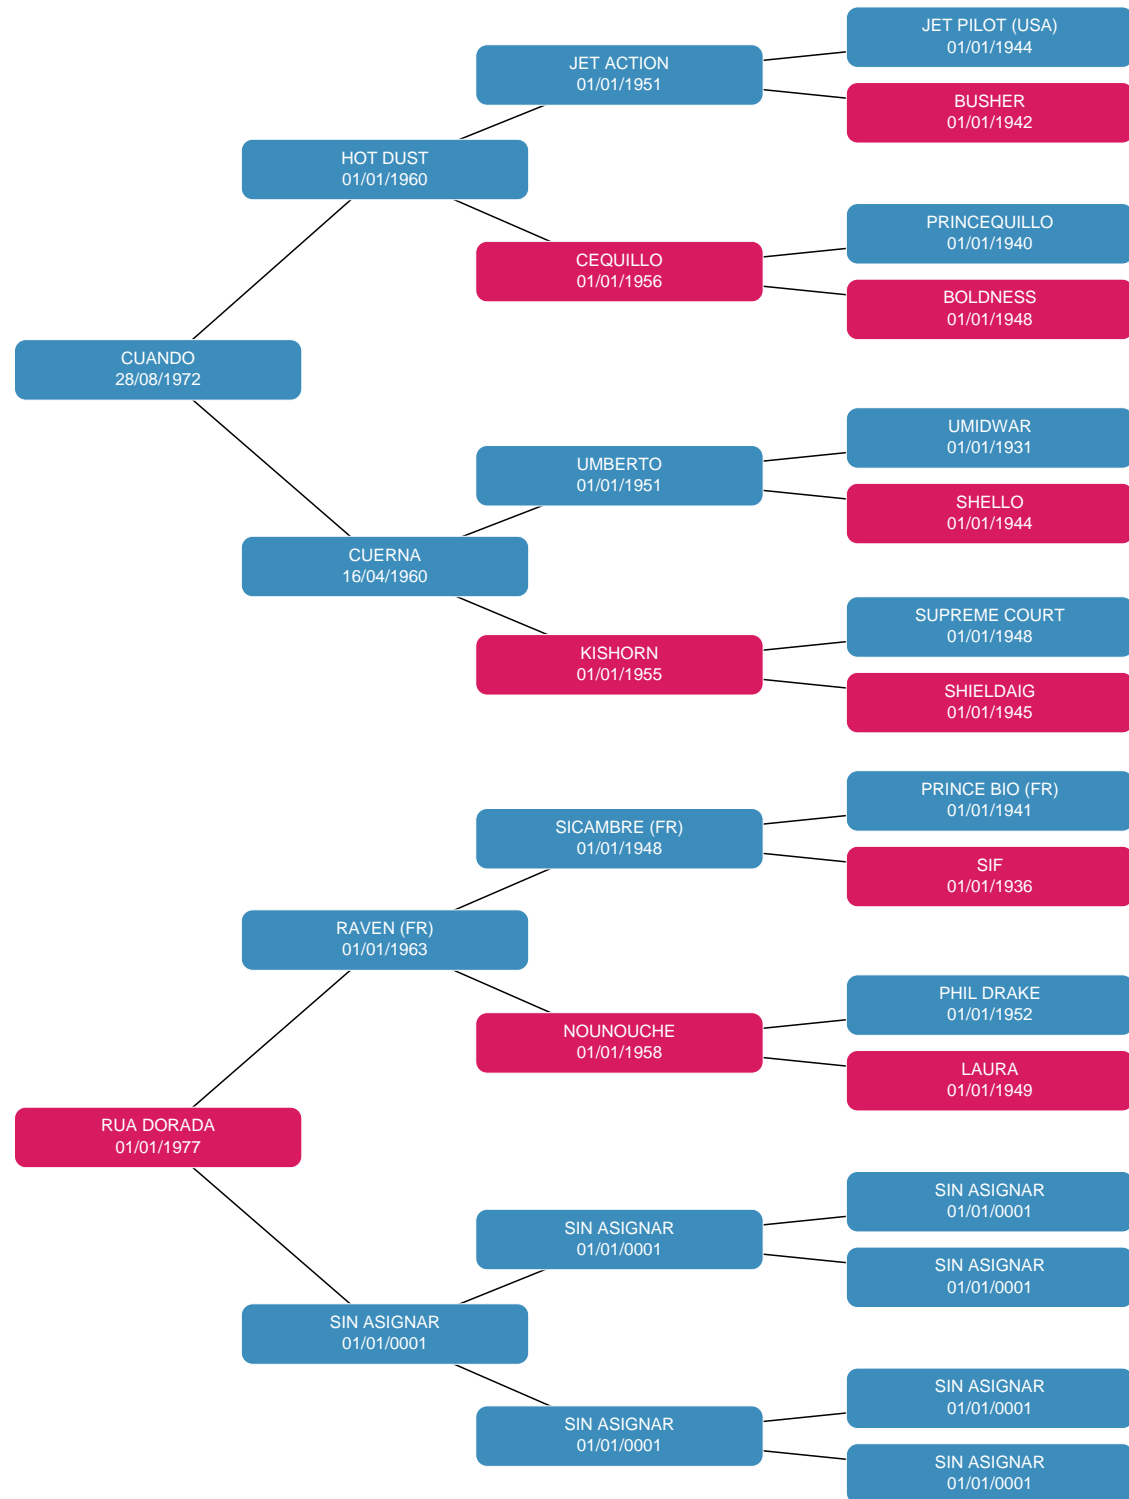 JET PILOT (USA)
01/01/1944
JET ACTION
01/01/1951
BUSHER
01/01/1942
HOT DUST
01/01/1960
PRINCEQUILLO
01/01/1940
CEQUILLO
01/01/1956
BOLDNESS
01/01/1948
CUANDO
28/08/1972
UMIDWAR
01/01/1931
UMBERTO
01/01/1951
SHELLO
01/01/1944
CUERNA
16/04/1960
SUPREME COURT
01/01/1948
KISHORN
01/01/1955
SHIELDAIG
01/01/1945
PRINCE BIO (FR)
01/01/1941
SICAMBRE (FR)
01/01/1948
SIF
01/01/1936
RAVEN (FR)
01/01/1963
PHIL DRAKE
01/01/1952
NOUNOUCHE
01/01/1958
LAURA
01/01/1949
RUA DORADA
01/01/1977
SIN ASIGNAR
01/01/0001
SIN ASIGNAR
01/01/0001
SIN ASIGNAR
01/01/0001
SIN ASIGNAR
01/01/0001
SIN ASIGNAR
01/01/0001
SIN ASIGNAR
01/01/0001
SIN ASIGNAR
01/01/0001